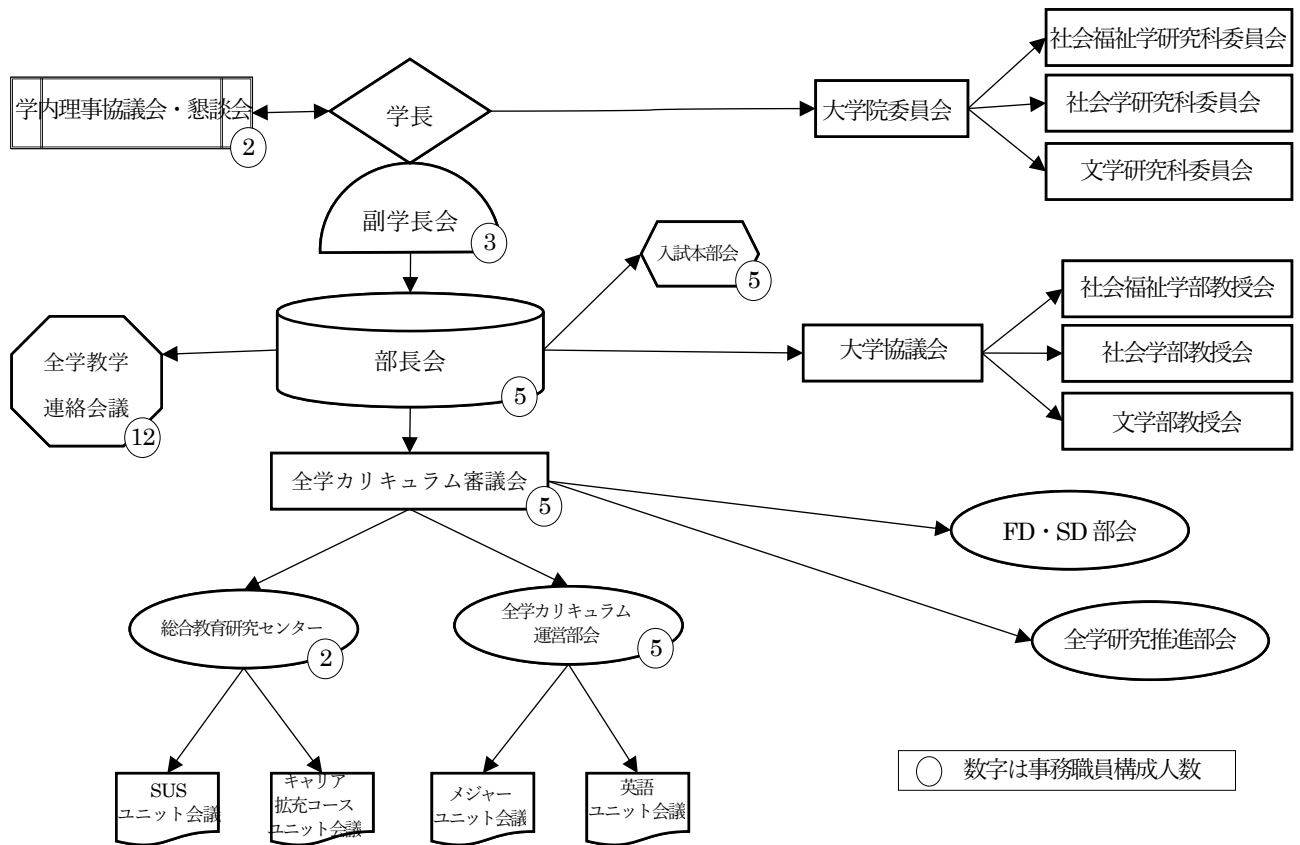 社会福祉学研究科委員会
学内理事協議会・懇談会
2
学長
大学院委員会
社会学研究科委員会
文学研究科委員会
副学長会
3
入試本部会
5
社会福祉学部教授会
全学教学
連絡会議
12
部長会
5
大学協議会
社会学部教授会
文学部教授会
全学カリキュラム審議会
5
FD・SD 部会
総合教育研究センター
2
全学カリキュラム
運営部会
5
全学研究推進部会
SUS
ユニット会議
キャリア
拡充コース
ユニット会議
メジャー
ユニット会議
英語
ユニット会議
数字は事務職員構成人数